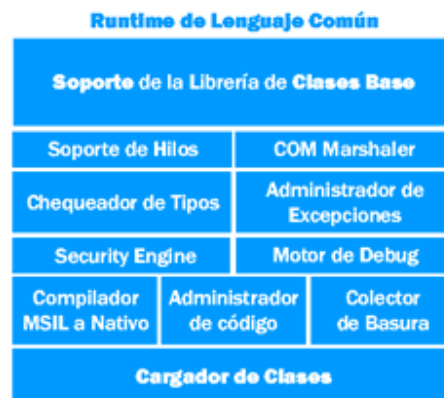 Runtime de Lenguaje Común
Soporte de la Librería de Clases Base
Soporte de Hilos
COM Marshaler
Chequeador de Tipos
Administrador de
Excepciones
Security Engine
Motor de Debug
Compilador
MSIL a Nativo
Administrador
de código
Colector
de Basura
Cargador de Clases